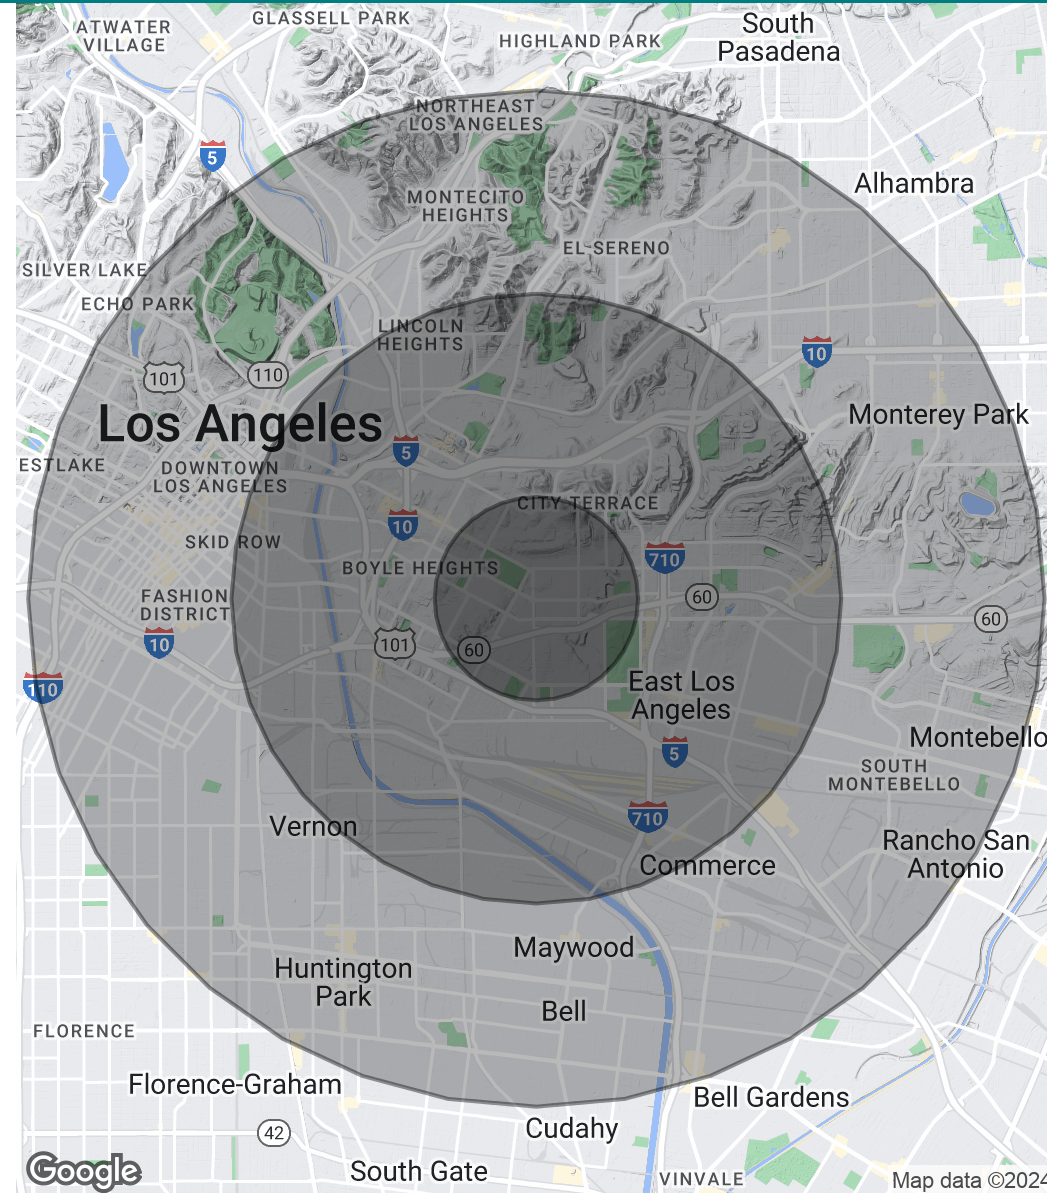 ATWATER
VILLAGE
GLASSELL PARK
HIGHLAND PARK
South
Pasadena
NORTHEAST
LOS ANGELES
5
Alhambra
MONTECITO
HEIGHTS
EL SERENO
SILVER LAKE
ECHO PARK
LINCOLN
HEIGHTS
10
101
110
Los Angeles
Monterey Park
5
ESTLAKE
DOWNTOWN
LOS ANGELES
CITY TERRACE
10
SKID ROW
710
BOYLE HEIGHTS
FASHION
DISTRICT
60
60
10
101
60
110
East Los
Angeles
5
Montebello
SOUTH
MONTEBELLO
710
Vernon
Commerce
Rancho San
Antonio
Maywood
Huntington
Park
Bell
FLORENCE
Florence-Graham
Bell Gardens
42
Cudahy
Google
South Gate
VINVALE
Map data ©2024